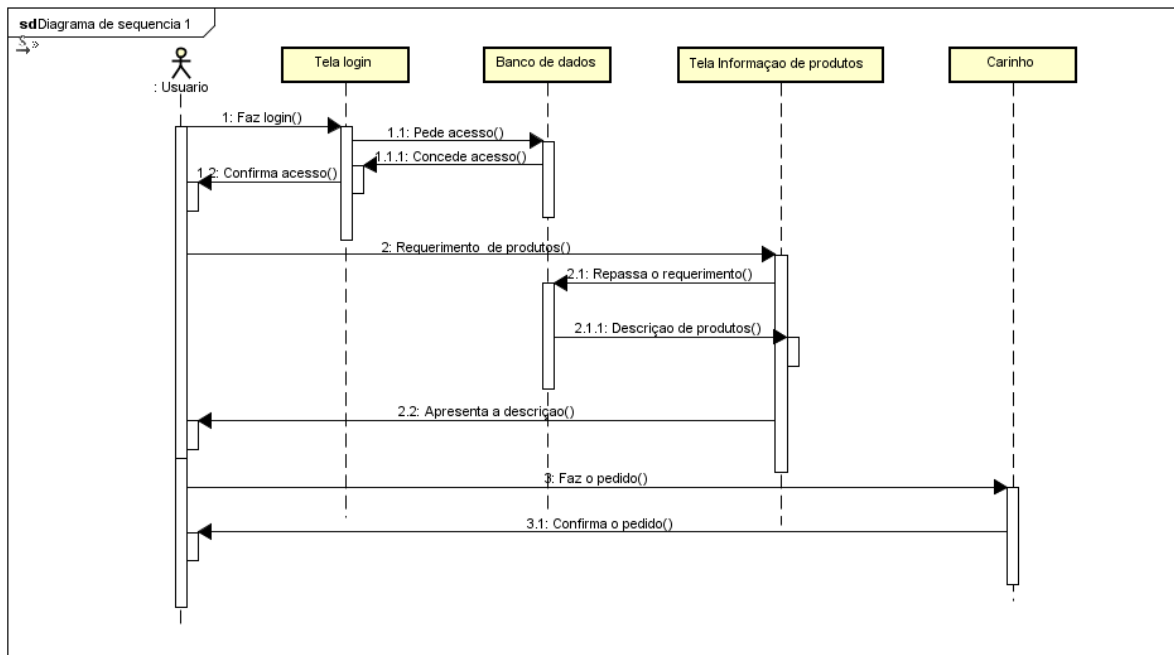 sdDiagrama de sequencia 1
S »
: Usuario
Tela login
Banco de dados
Tela Informaçao de produtos
Carinho
1: Faz login()
1.1: Pede acesso()
1.1.1: Concede acesso()
1.2: Confirma acesso()
2: Requerimento de produtos()
2.1: Repassa o requerimento()
2.1.1: Descriçao de produtos()
2.2: Apresenta a descriçao()
3: Faz o pedido()
3.1: Confirma o pedido()